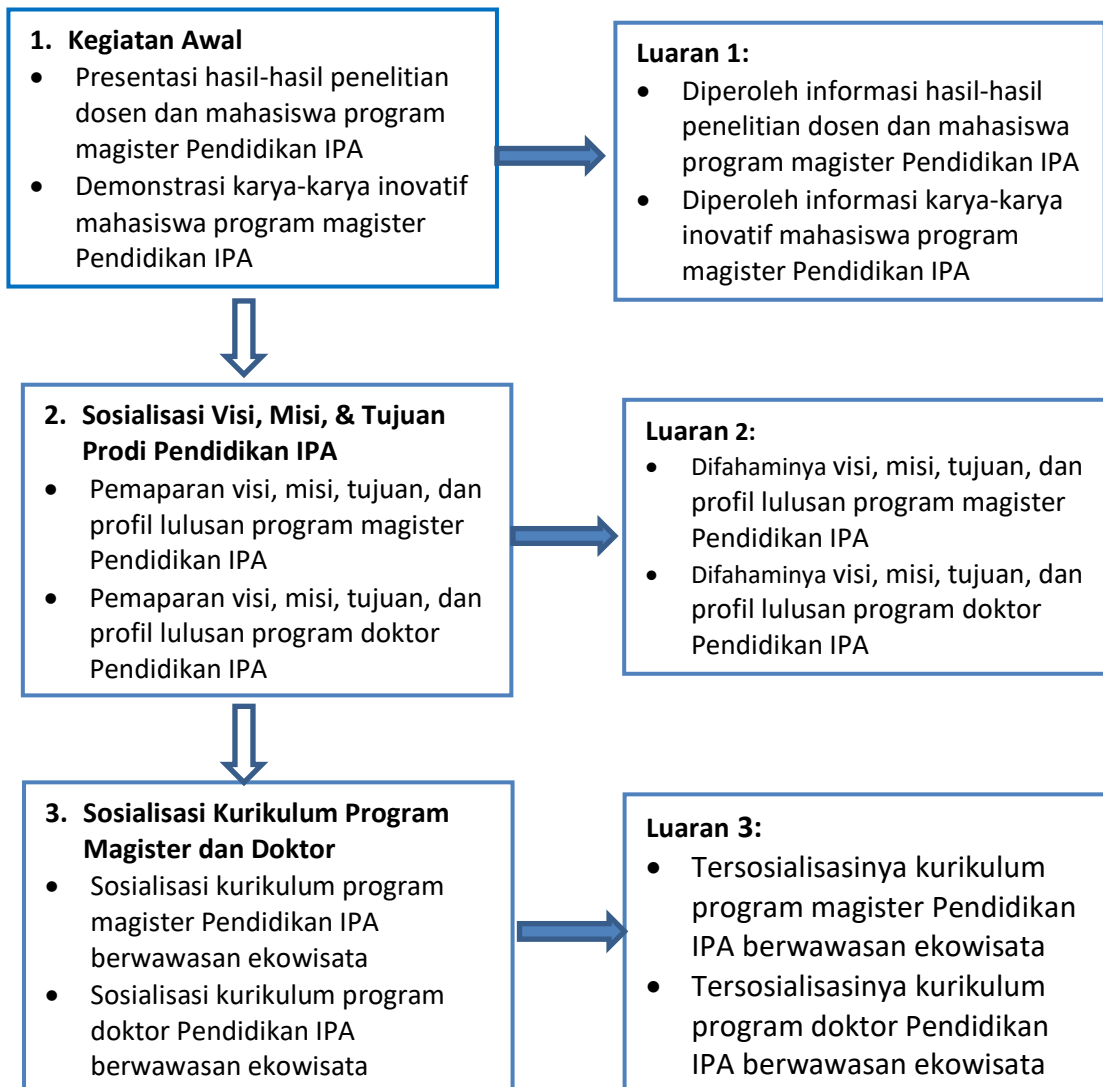 1. Kegiatan Awal
• Presentasi hasil-hasil penelitian
dosen dan mahasiswa program
magister Pendidikan IPA
• Demonstrasi karya-karya inovatif
mahasiswa program magister
Pendidikan IPA
Luaran 1:
• Diperoleh informasi hasil-hasil
penelitian dosen dan mahasiswa
program magister Pendidikan IPA
• Diperoleh informasi karya-karya
inovatif mahasiswa program
magister Pendidikan IPA
2. Sosialisasi Visi, Misi, & Tujuan
Prodi Pendidikan IPA
• Pemaparan visi, misi, tujuan, dan
profil lulusan program magister
Pendidikan IPA
• Pemaparan visi, misi, tujuan, dan
profil lulusan program doktor
Pendidikan IPA
Luaran 2:
• Difahaminya visi, misi, tujuan, dan
profil lulusan program magister
Pendidikan IPA
• Difahaminya visi, misi, tujuan, dan
profil lulusan program doktor
Pendidikan IPA
3. Sosialisasi Kurikulum Program
Magister dan Doktor
• Sosialisasi kurikulum program
magister Pendidikan IPA
berwawasan ekowisata
• Sosialisasi kurikulum program
doktor Pendidikan IPA
berwawasan ekowisata
Luaran 3:
• Tersosialisasinya kurikulum
program magister Pendidikan
IPA berwawasan ekowisata
• Tersosialisasinya kurikulum
program doktor Pendidikan
IPA berwawasan ekowisata